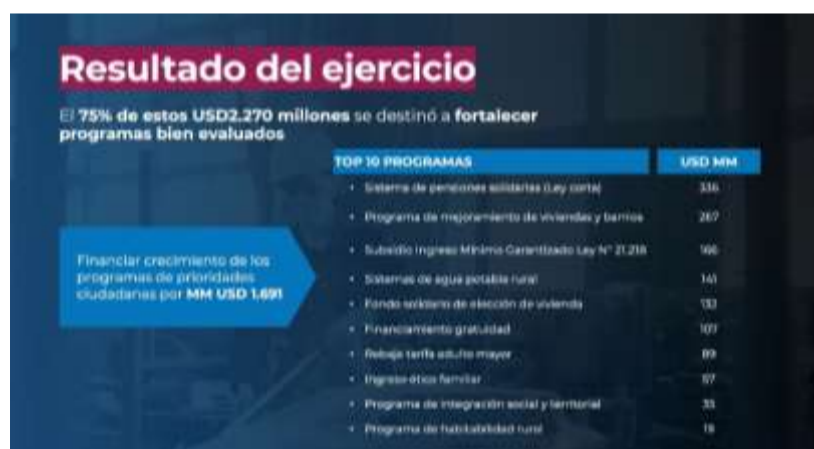 Resultado del ejercicio
El 75% de estos USD2.270 millones se destinó a fortalecer
programas bien evaluados
TOP 10 PROGRAMAS USD MM
• Sistema de pensiones solidarias (Ley corta) 336
• Programa de mejoramiento de viviendas y barrios 267
• Subsidio Ingreso Mínimo Garantizado Ley N° 21.218 166
Financiar crecimiento de los
programas de prioridades
ciudadanas por MM USD 1.691
• Sistemas de agua potable rural 141
• Fondo solidario de elección de vivienda
• Financiamiento gratuidad 107
• Rebaja tarifa adulto mayor 89
• Ingreso ético familiar
• Programa de integración social y territorial
• Programa de habitabilidad rural